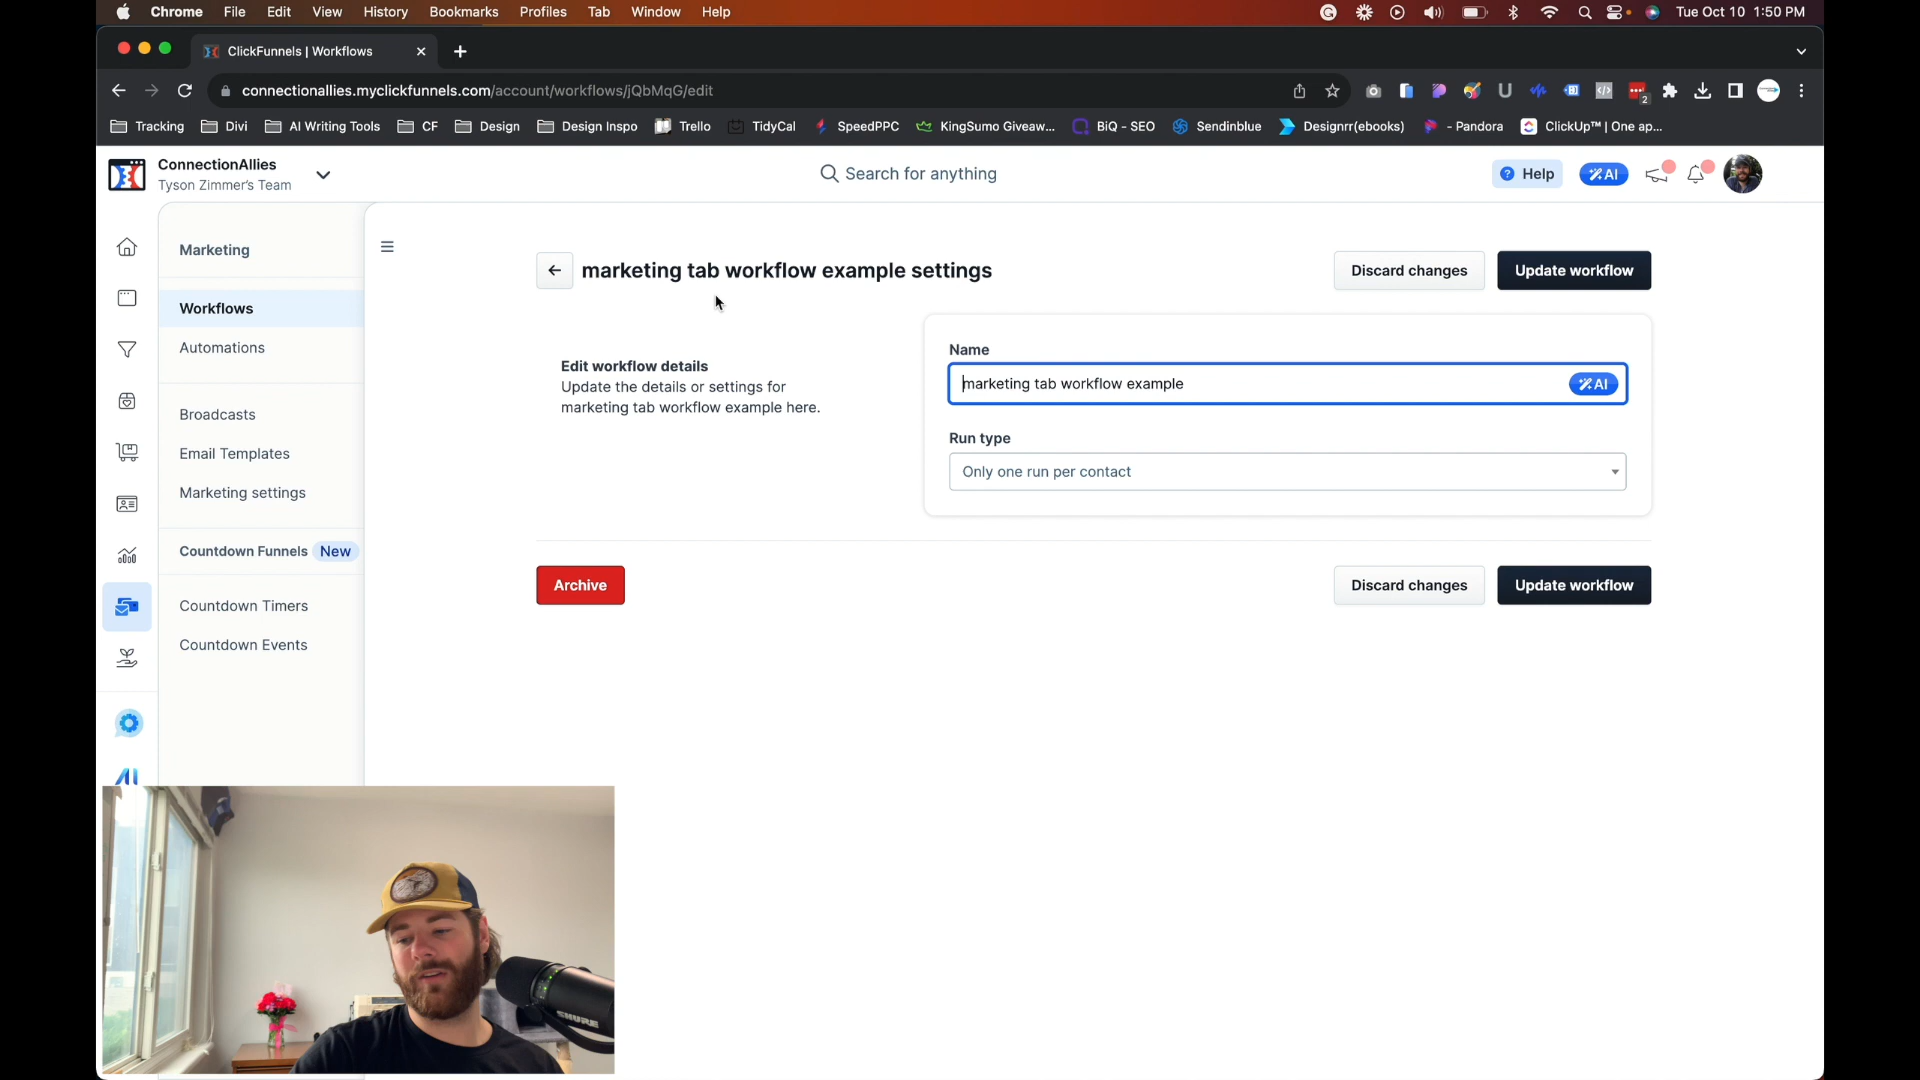 Chrome File Edit View History Bookmarks Profiles Tab Window Help Tue Oct 10 1:50 PM
ClickFunnels | Workflows
connectionallies.myclickfunnels.com/account/workflows/jQbMqG/edit
2
Tracking Divi AI Writing Tools CF Design Design Inspo Trello TidyCal SpeedPPC KingSumo Giveaw... BiQ - SEO Sendinblue Designrr(ebooks) - Pandora ClickUp™ | One ap...
ConnectionAllies
Tyson Zimmer's Team
Search for anything
Help
AI
Marketing
Workflows
Automations
Broadcasts
Email Templates
Marketing settings
Countdown Funnels New
Countdown Timers
Countdown Events
AI
marketing tab workflow example settings
Discard changes
Update workflow
Edit workflow details
Update the details or settings for
marketing tab workflow example here.
Name
marketing tab workflow example
AI
Run type
Only one run per contact
Archive
Discard changes
Update workflow
SHURE